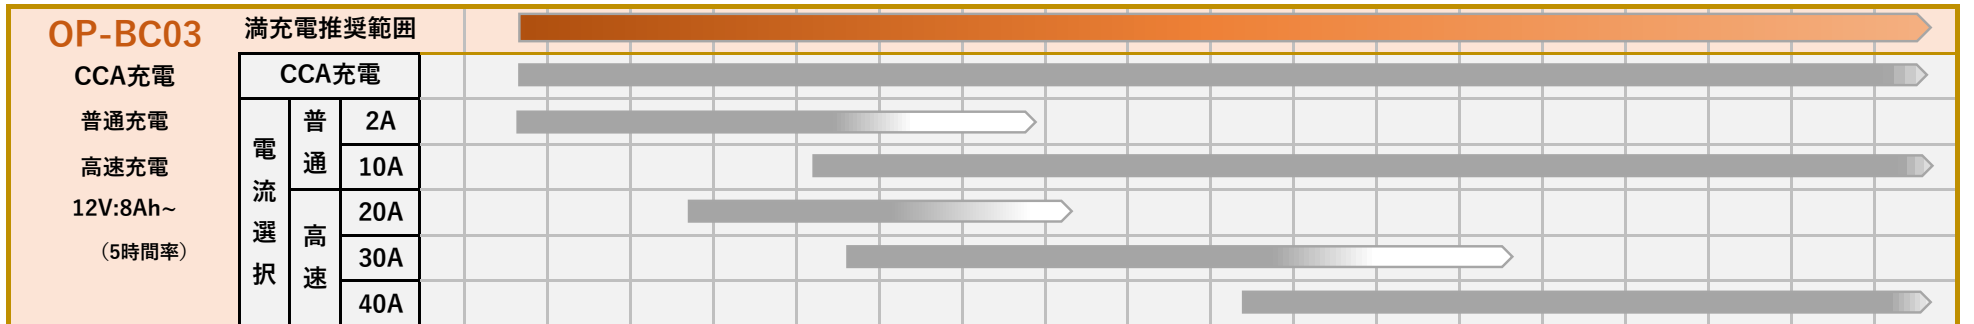 OP-BC03
CCA充電
普通充電
高速充電
12V:8Ah~
（5時間率）
満充電推奨範囲
CCA充電
電流選択
普通
2A
10A
高速
20A
30A
40A